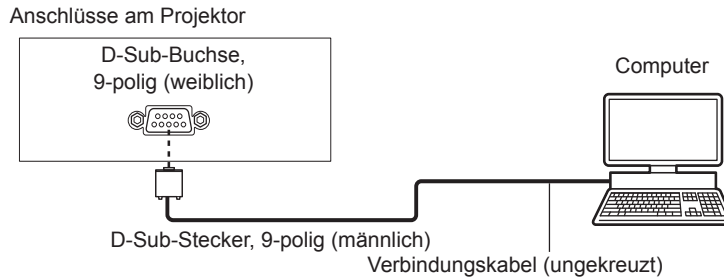 Anschlüsse am Projektor
D-Sub-Buchse,
9-polig (weiblich)
Computer
D-Sub-Stecker, 9-polig (männlich)
Verbindungskabel (ungekreuzt)